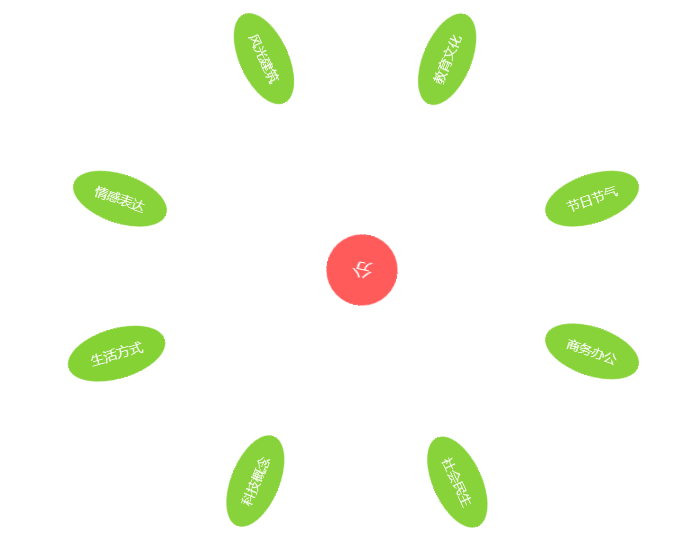 风光建筑
教育文化
情感表达
节日节气
分
生活方式
商务办公
科技概念
社会民生